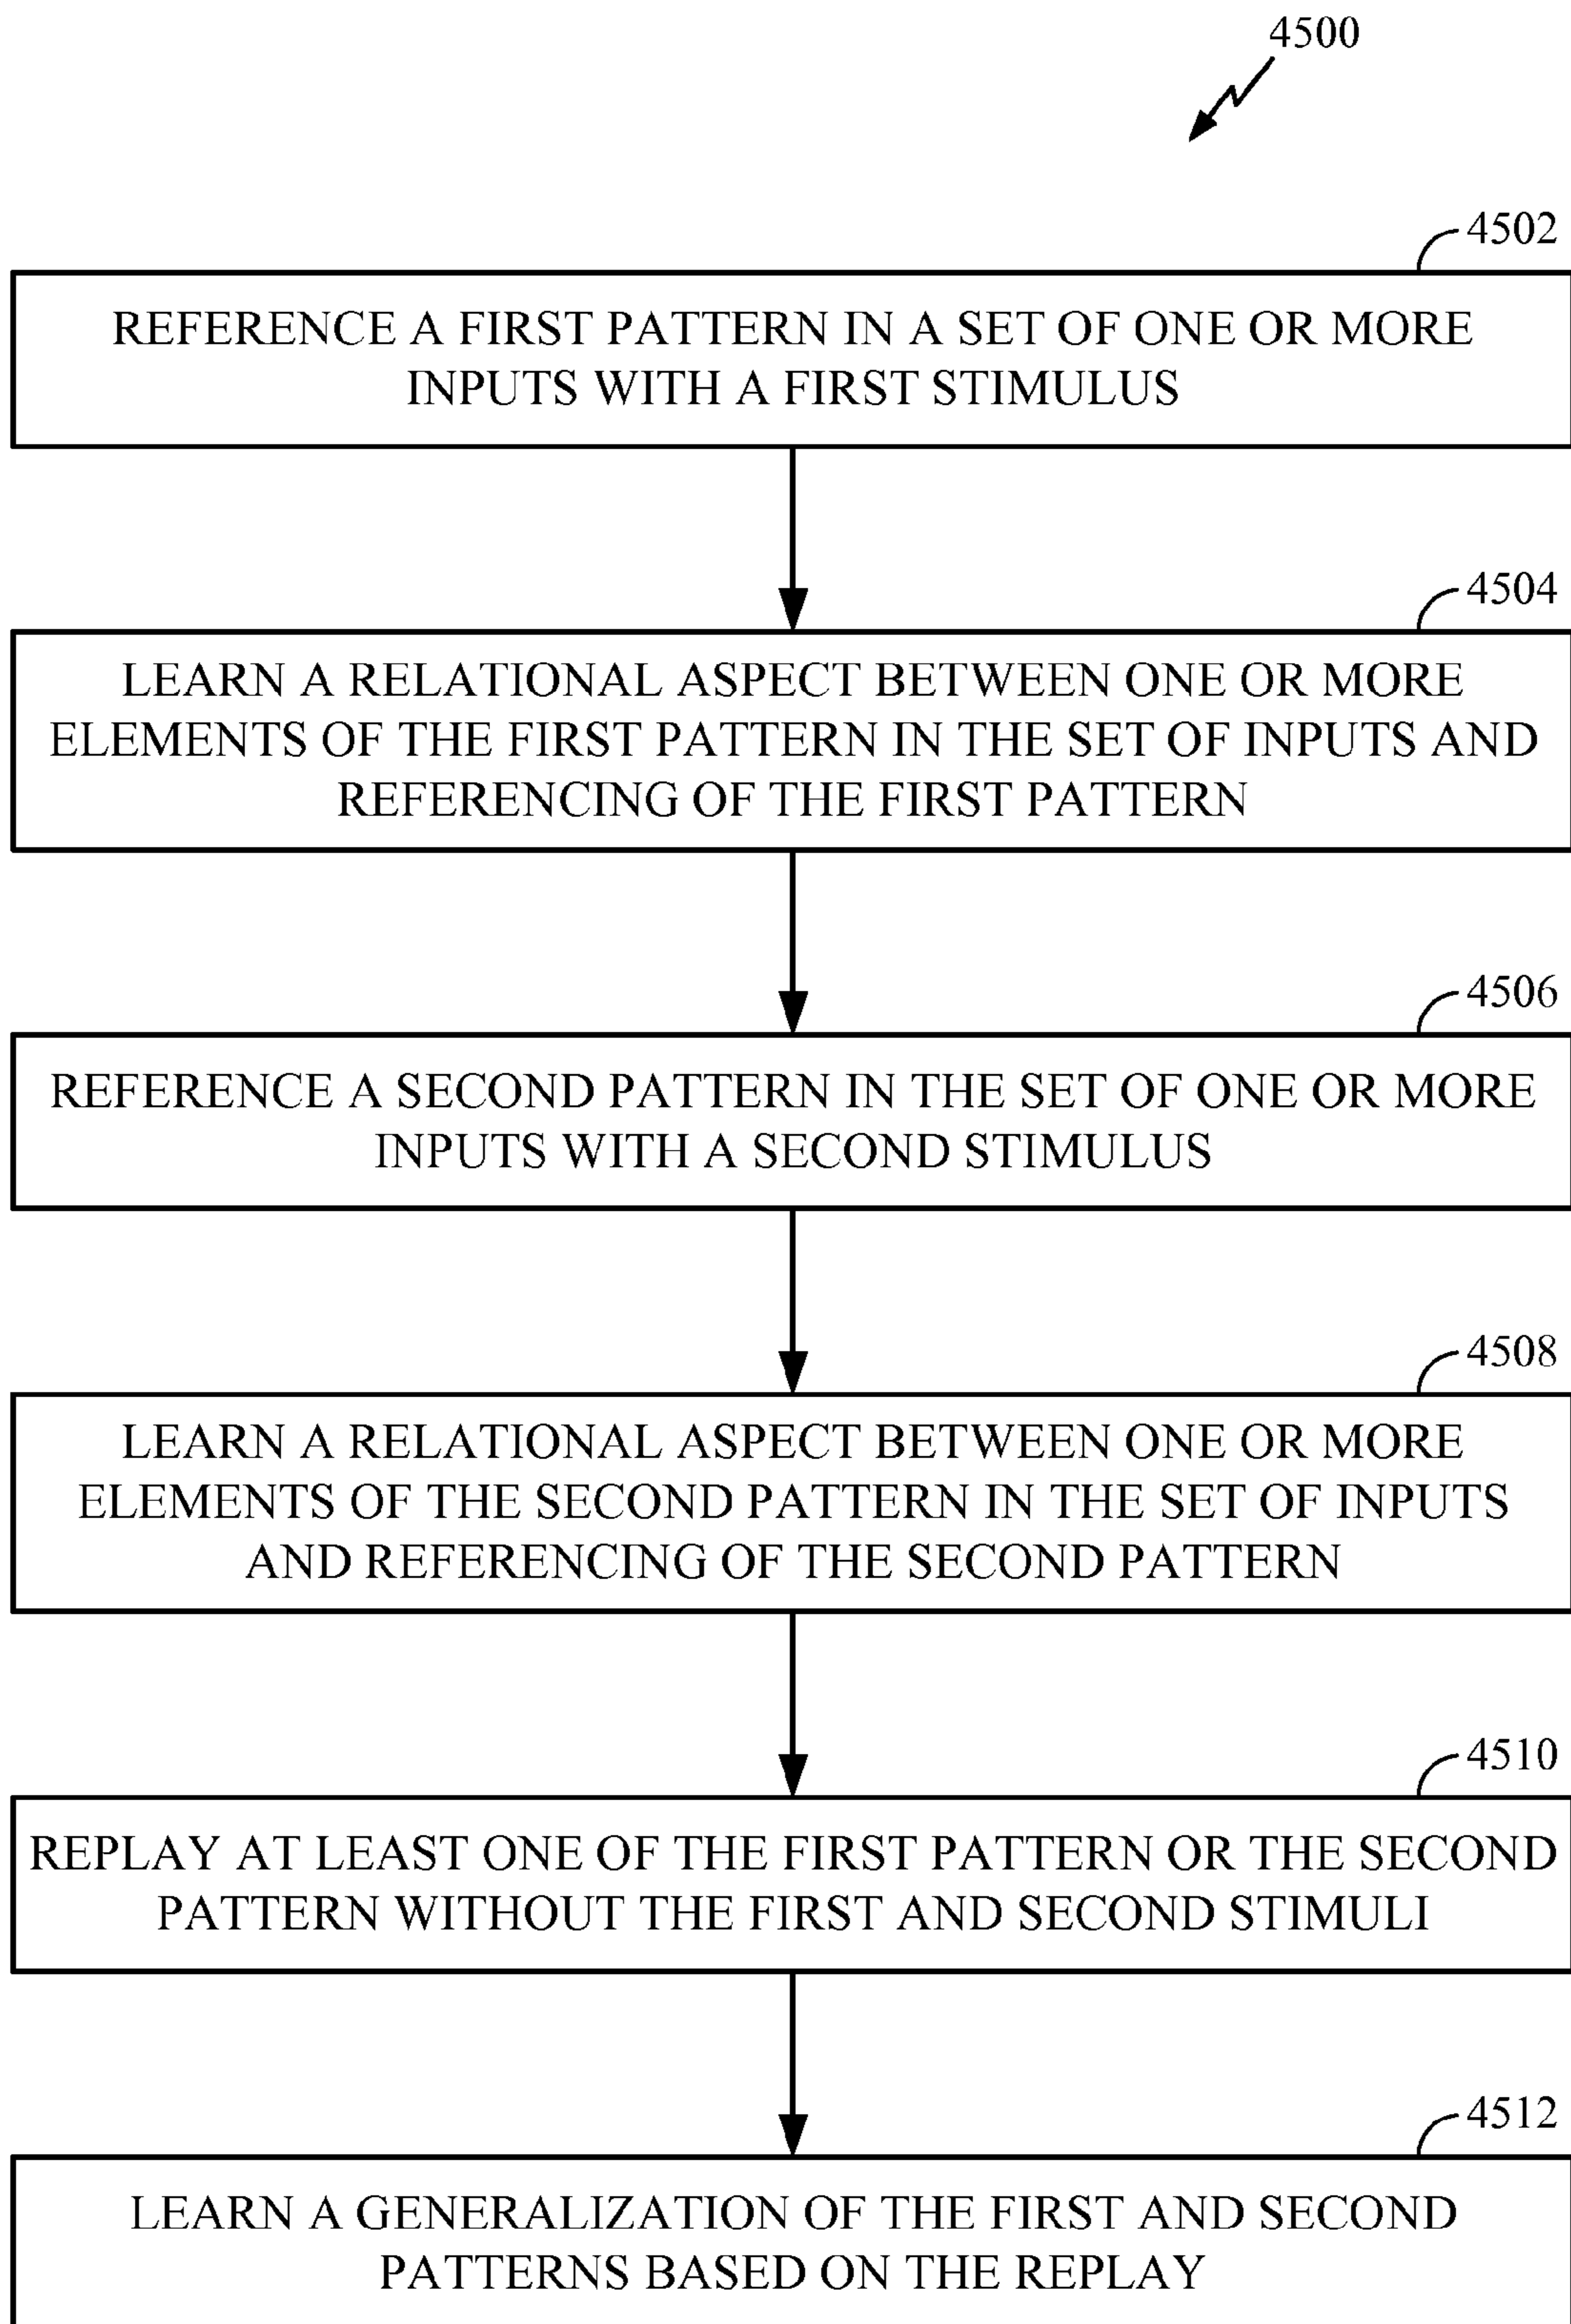 4500
4502
REFERENCE A FIRST PATTERN IN A SET OF ONE OR MORE
INPUTS WITH A FIRST STIMULUS
4504
LEARN A RELATIONAL ASPECT BETWEEN ONE OR MORE
ELEMENTS OF THE FIRST PATTERN IN THE SET OF INPUTS AND
REFERENCING OF THE FIRST PATTERN
4506
REFERENCE A SECOND PATTERN IN THE SET OF ONE OR MORE
INPUTS WITH A SECOND STIMULUS
4508
LEARN A RELATIONAL ASPECT BETWEEN ONE OR MORE
ELEMENTS OF THE SECOND PATTERN IN THE SET OF INPUTS
AND REFERENCING OF THE SECOND PATTERN
4510
REPLAY AT LEAST ONE OF THE FIRST PATTERN OR THE SECOND
PATTERN WITHOUT THE FIRST AND SECOND STIMULI
4512
LEARN A GENERALIZATION OF THE FIRST AND SECOND
PATTERNS BASED ON THE REPLAY